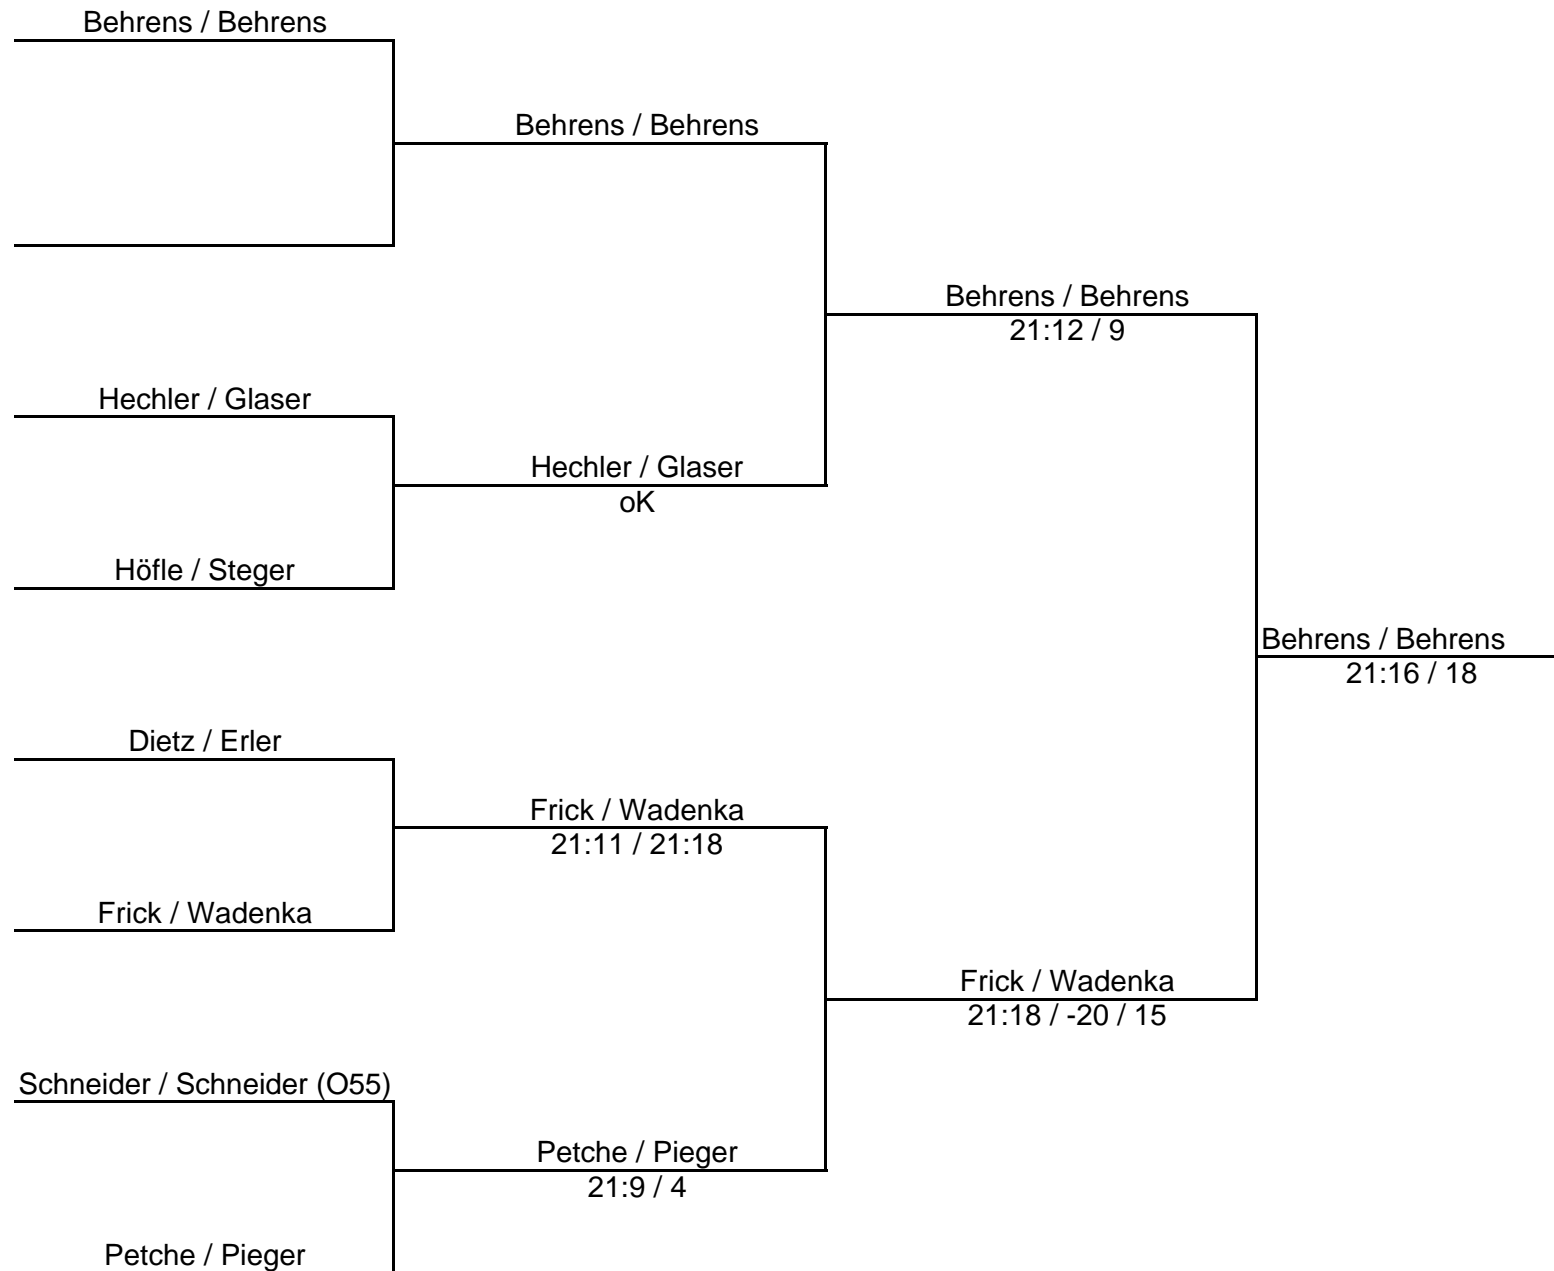 Behrens / Behrens
Behrens / Behrens
Behrens / Behrens
21:12 / 9
Hechler / Glaser
Hechler / Glaser
oK
Höfle / Steger
Behrens / Behrens
21:16 / 18
Dietz / Erler
Frick / Wadenka
21:11 / 21:18
Frick / Wadenka
Frick / Wadenka
21:18 / -20 / 15
Schneider / Schneider (O55)
Petche / Pieger
21:9 / 4
Petche / Pieger